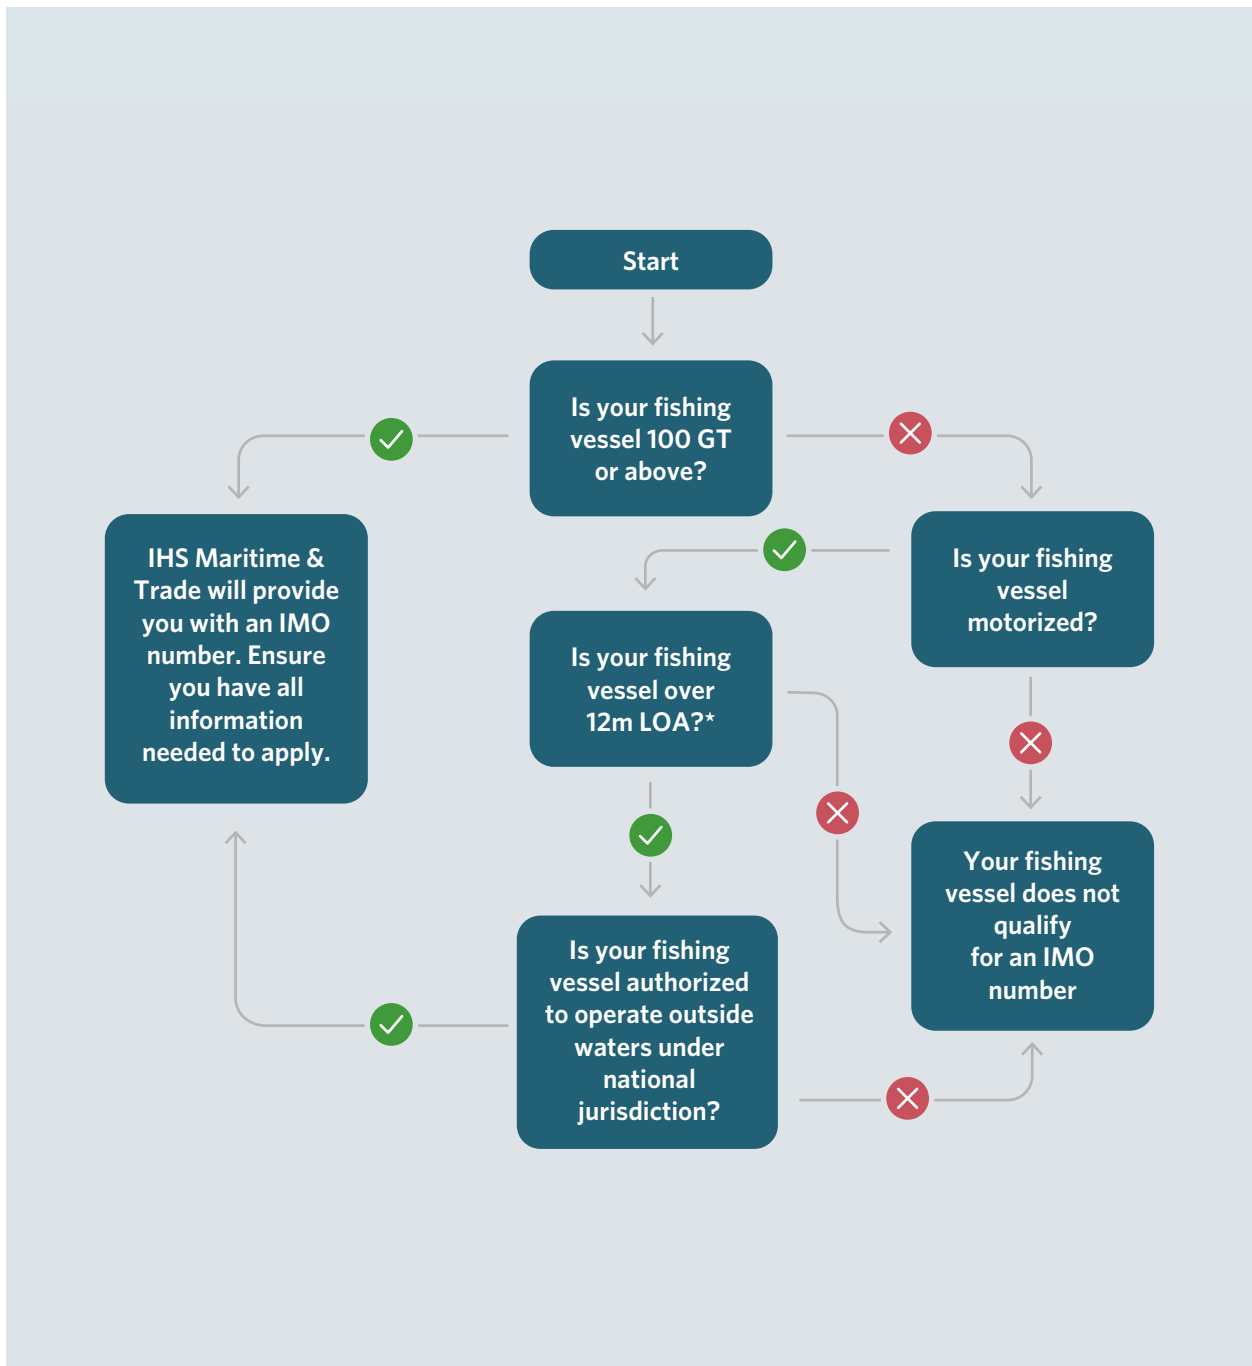 Start
Is your fishing
vessel 100 GT
or above?
IHS Maritime &
Trade will provide
you with an IMO
number. Ensure
you have all
information
needed to apply.
Is your fishing
vessel
motorized?
Is your fishing
vessel over
12m LOA?*
Your fishing
vessel does not
qualify
for an IMO
number
Is your fishing
vessel authorized
to operate outside
waters under
national
jurisdiction?